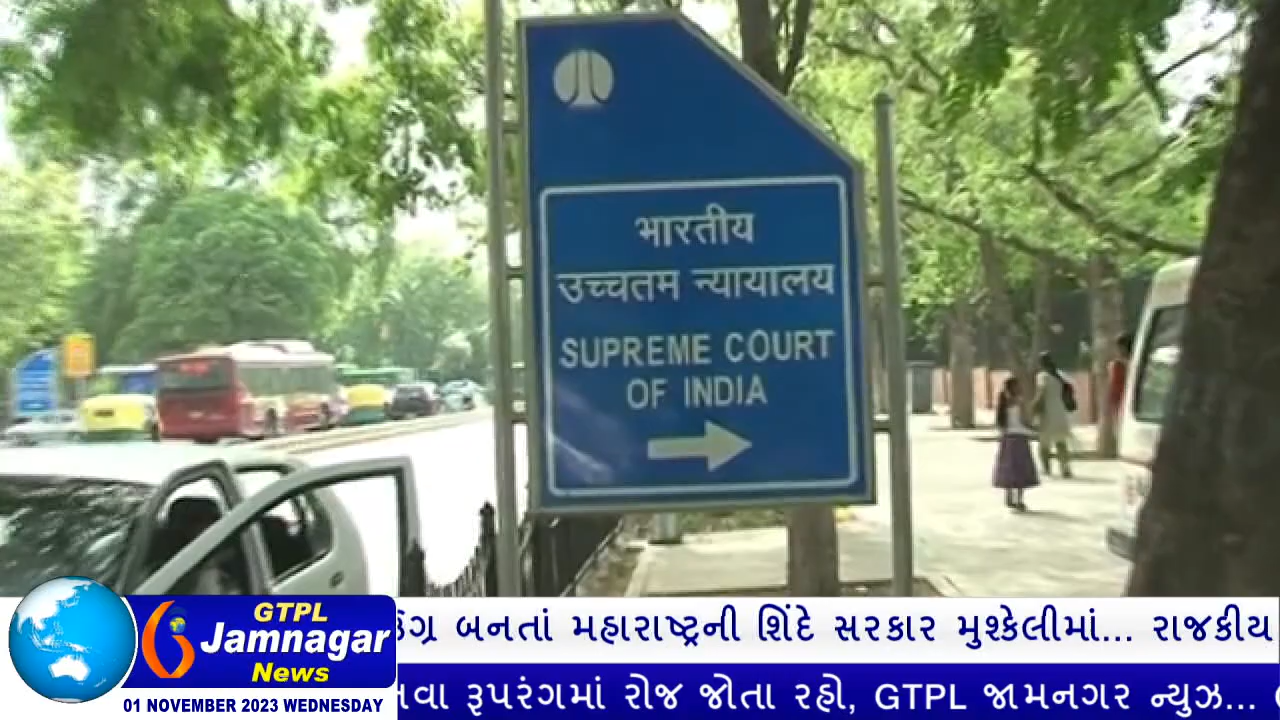 भारतीय
उच्चतम न्यायालय
SUPREME COURT
OF INDIA
GTPL
Jamnagar
News
01 NOVEMBER 2023 WEDNESDAY
બનતાં મહારાષ્ટ્રની શિંદે સરકાર મુશ્કેલીમાં... રાજકીય
રૂપરંગમાં રોજ જોતા રહો, GTPL જામનગર ન્યુઝ...